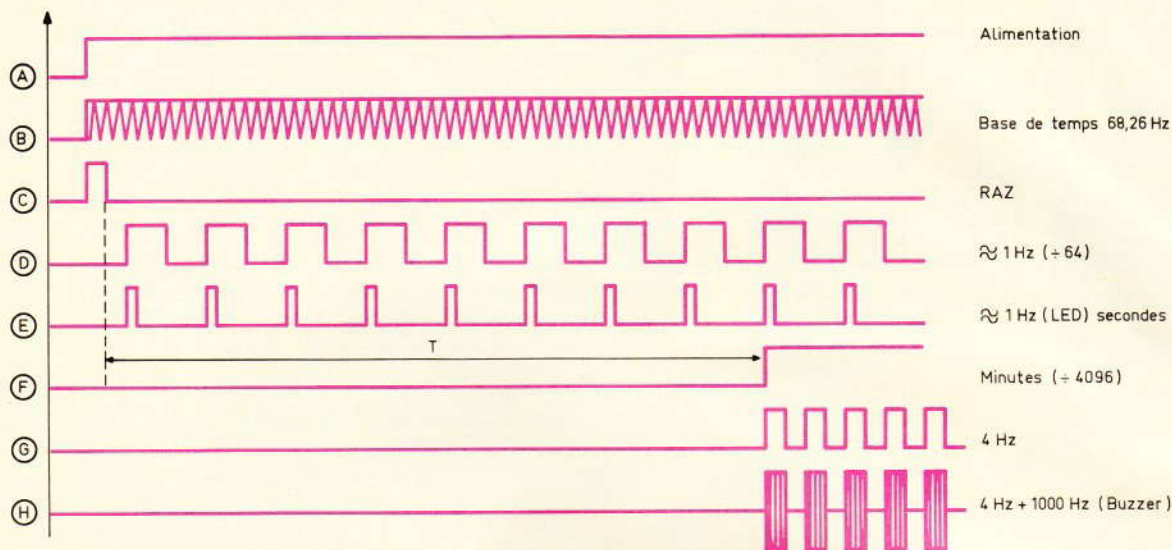 A Alimentation
B Base de temps 68,26 Hz
C RAZ
D ≈ 1 Hz (÷ 64)
E ≈ 1 Hz (LED) secondes
T
F Minutes (÷ 4096)
G 4 Hz
H 4 Hz + 1000 Hz (Buzzer)